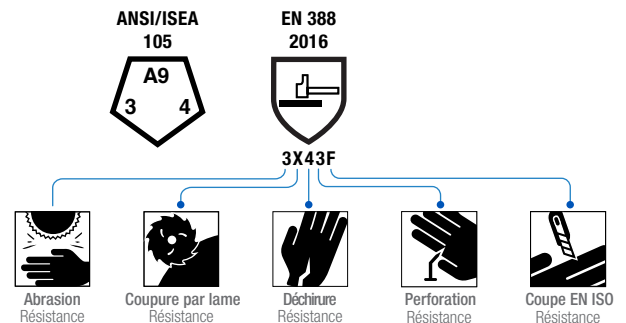 ANSI/ISEA
105
A9
3 4
EN 388
2016
3X43F
Abrasion
Résistance
Coupure par lame
Résistance
Déchirure
Résistance
Perforation
Résistance
Coupe EN ISO
Résistance